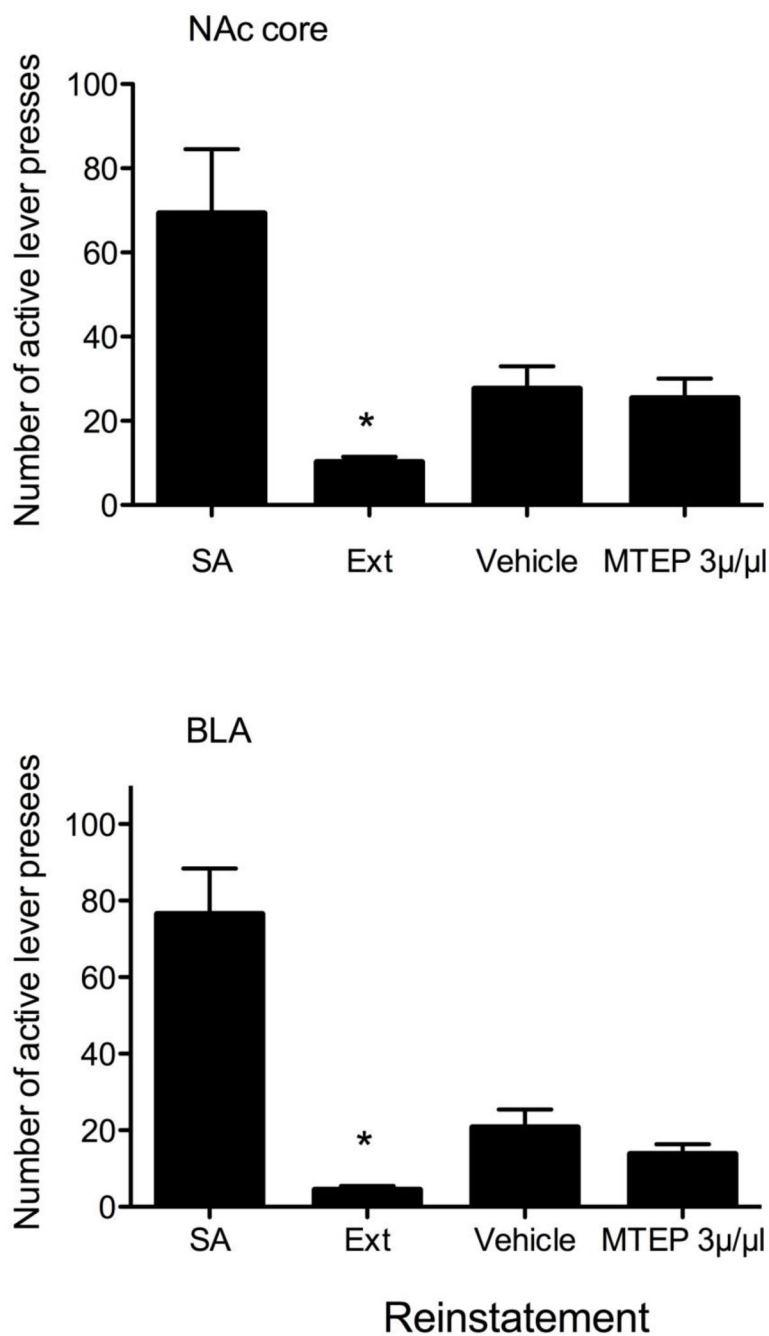 NAc core
Number of active lever presses
100
80
60
40
20
0
*
SA Ext Vehicle MTEP 3µ/µl
BLA
Number of active lever presees
100
80
60
40
20
0
*
SA Ext Vehicle MTEP 3µ/µl
Reinstatement